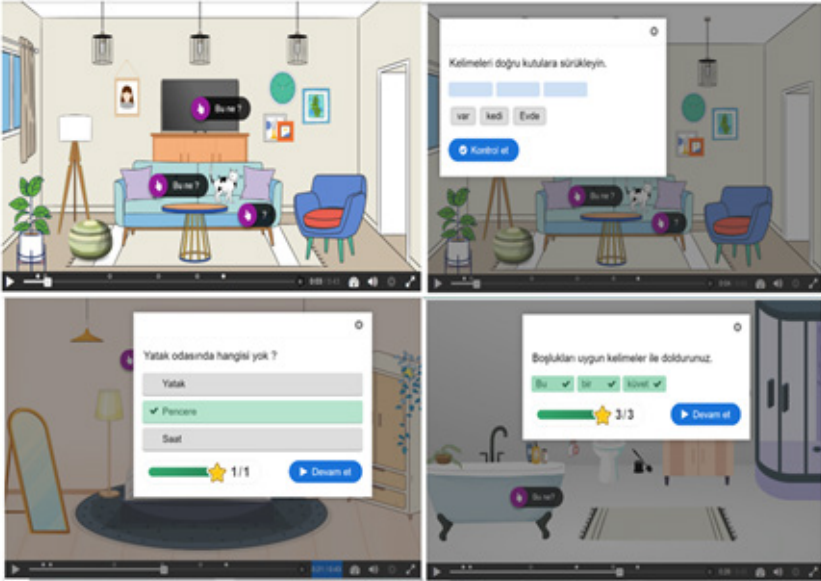 Bu ne ?
Bu ne ?
?
0:03
Kelimeleri doğru kutulara sürükleyin.
var kedi Evde
Kontrol et
Bu ne ?
?
Yatak odasında hangisi yok ?
Yatak
Pencere
Saat
1/1 Devam et
Boşlukları uygun kelimeler ile doldurunuz.
Bu bir küvet
3/3 Devam et
Bu ne?